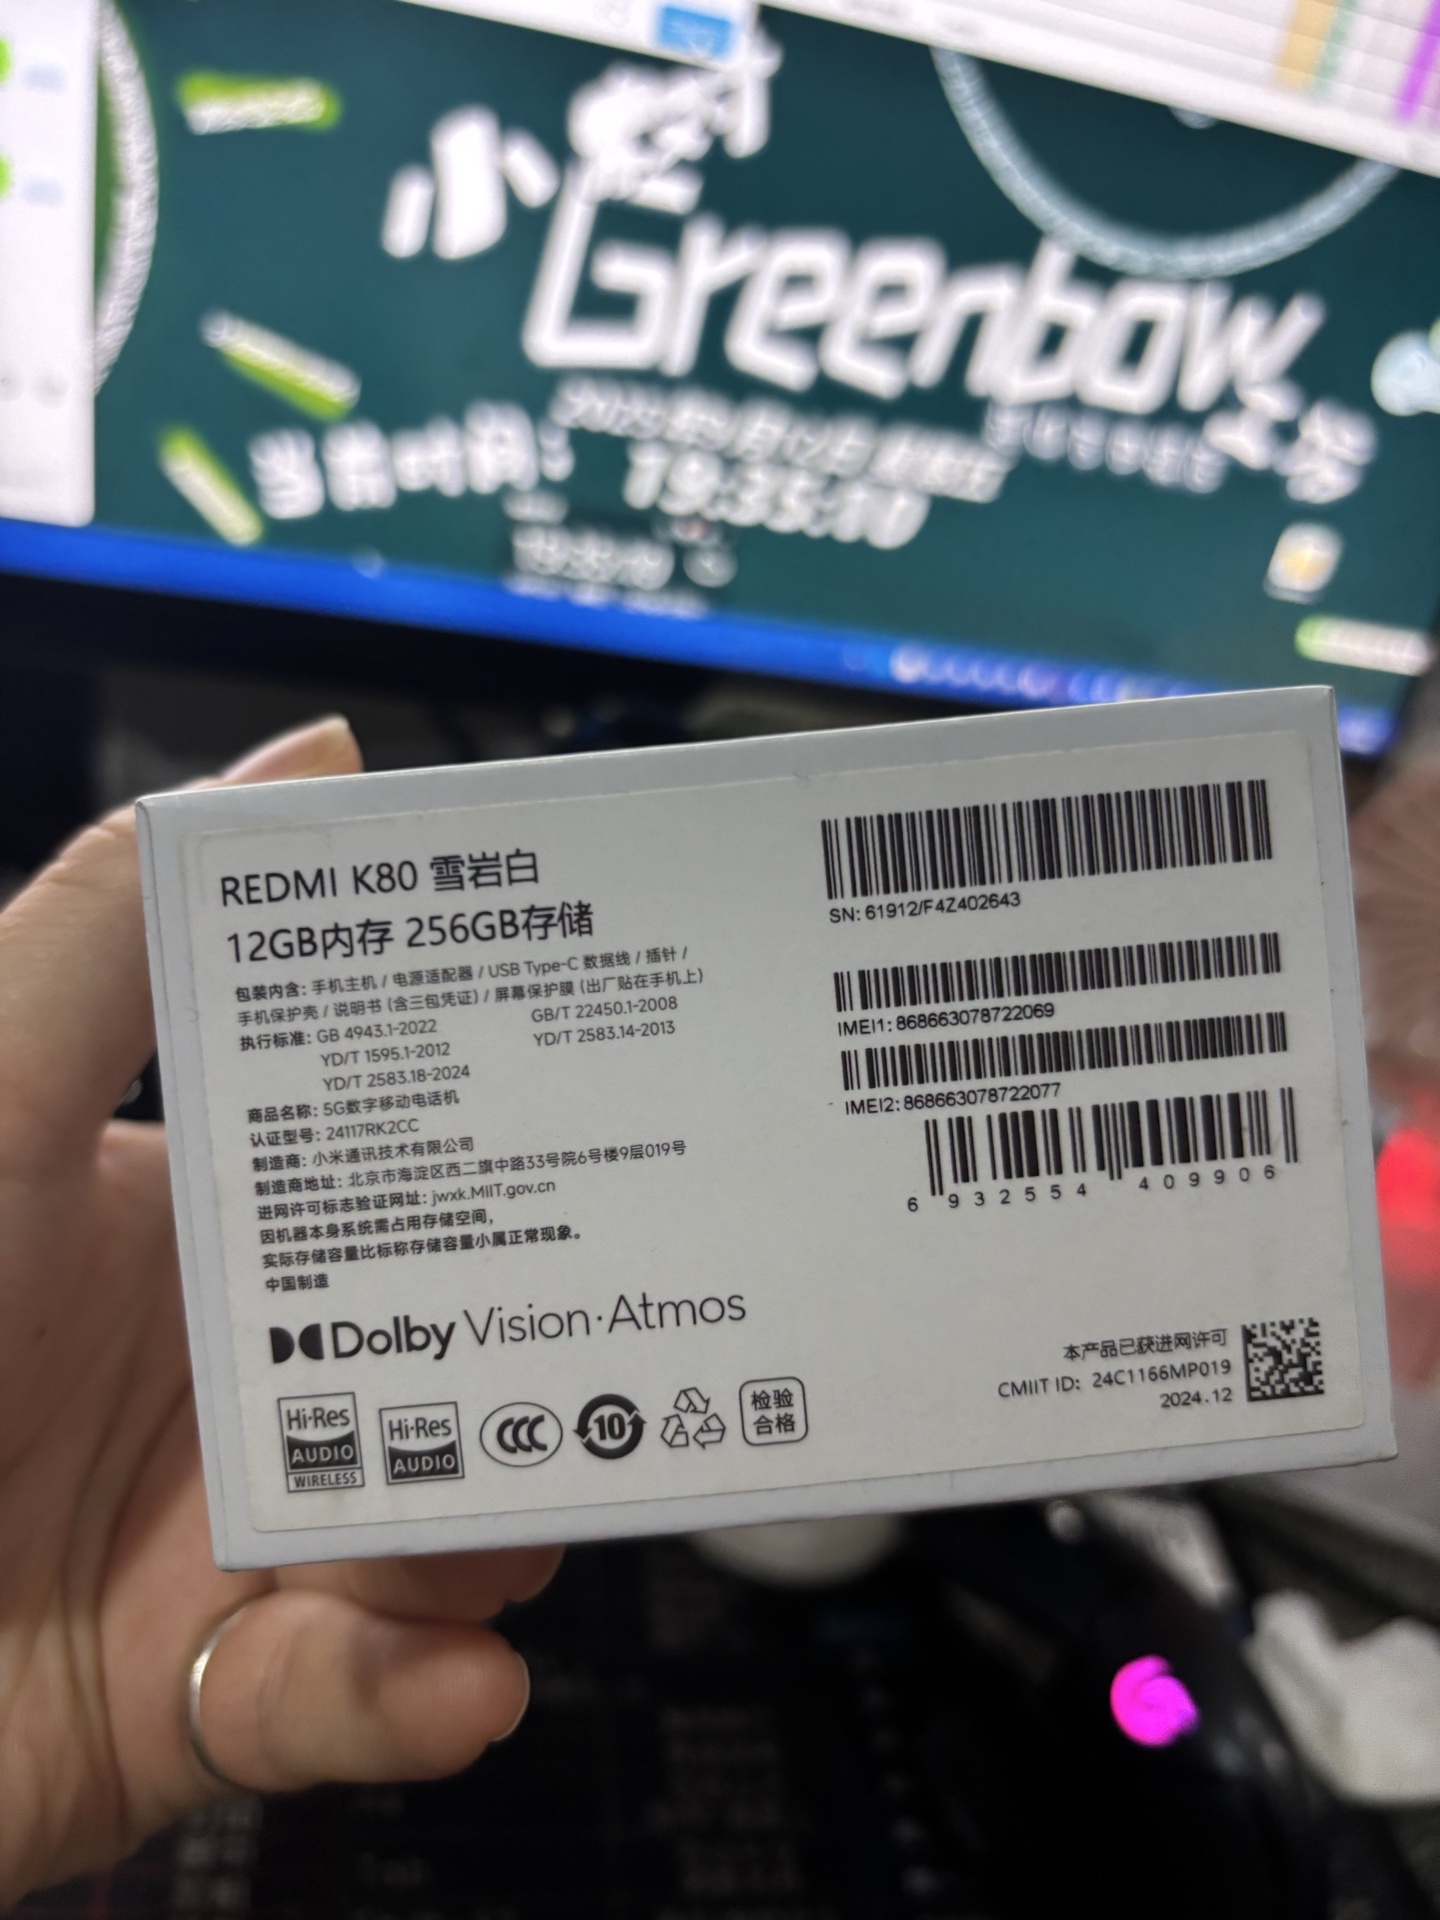 小
Greenbow
当前时间：
19:35:10
REDMI K80 雪岩白
12GB内存 256GB存储
包装内含: 手机主机 / 电源适配器 / USB Type-C 数据线 / 插针 /
手机保护壳 / 说明书 (含三包凭证) / 屏幕保护膜 (出厂贴在手机上)
执行标准: GB 4943.1-2022 GB/T 22450.1-2008
YD/T 1595.1-2012 YD/T 2583.14-2013
YD/T 2583.18-2024
商品名称: 5G数字移动电话机
认证型号: 24117RK2CC
制造商: 小米通讯技术有限公司
制造商地址: 北京市海淀区西二旗中路33号院6号楼9层019号
进网许可标志验证网址: jwxk.MIIT.gov.cn
因机器本身系统需占用存储空间，
实际存储容量比标称存储容量小属正常现象。
中国制造
Dolby Vision·Atmos
Hi-Res
AUDIO
WIRELESS
Hi-Res
AUDIO
CCC
10
检验
合格
SN: 61912/F4Z402643
IMEI1: 868663078722069
IMEI2: 868663078722077
6 932554 409906
本产品已获进网许可
CMIIT ID: 24C1166MP019
2024.12